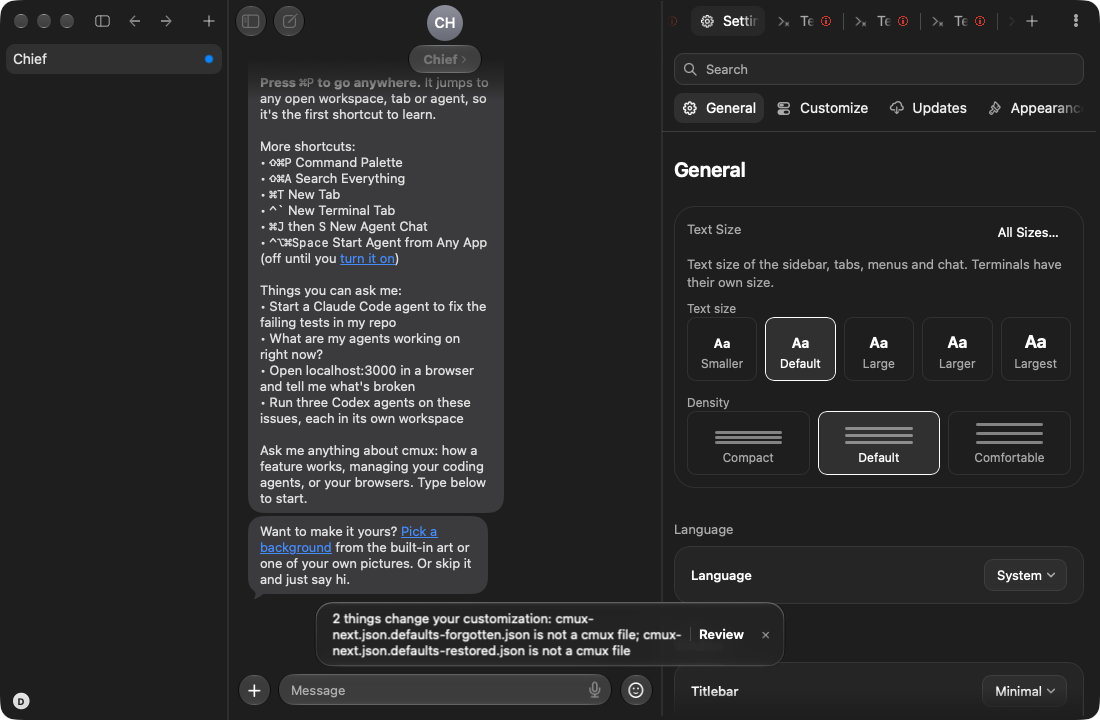 Chief
D
CH
Chief ›
Press ⌘P to go anywhere. It jumps to
any open workspace, tab or agent, so
it's the first shortcut to learn.
More shortcuts:
• ⇧⌘P Command Palette
• ⇧⌘A Search Everything
• ⌘T New Tab
• ^` New Terminal Tab
• ⌘J then S New Agent Chat
• ^⌥⌘Space Start Agent from Any App
(off until you turn it on)
Things you can ask me:
• Start a Claude Code agent to fix the
failing tests in my repo
• What are my agents working on
right now?
• Open localhost:3000 in a browser
and tell me what's broken
• Run three Codex agents on these
issues, each in its own workspace
Ask me anything about cmux: how a
feature works, managing your coding
agents, or your browsers. Type below
to start.
Want to make it yours? Pick a
background from the built-in art or
one of your own pictures. Or skip it
and just say hi.
2 things change your customization: cmux-
next.json.defaults-forgotten.json is not a cmux file; cmux-
next.json.defaults-restored.json is not a cmux file
Review
Message
Settir Te Te Te
Search
General Customize Updates Appearanc
General
Text Size
All Sizes...
Text size of the sidebar, tabs, menus and chat. Terminals have
their own size.
Text size
Aa Aa Aa Aa Aa
Smaller Default Large Larger Largest
Density
Compact Default Comfortable
Language
Language System
Titlebar Minimal